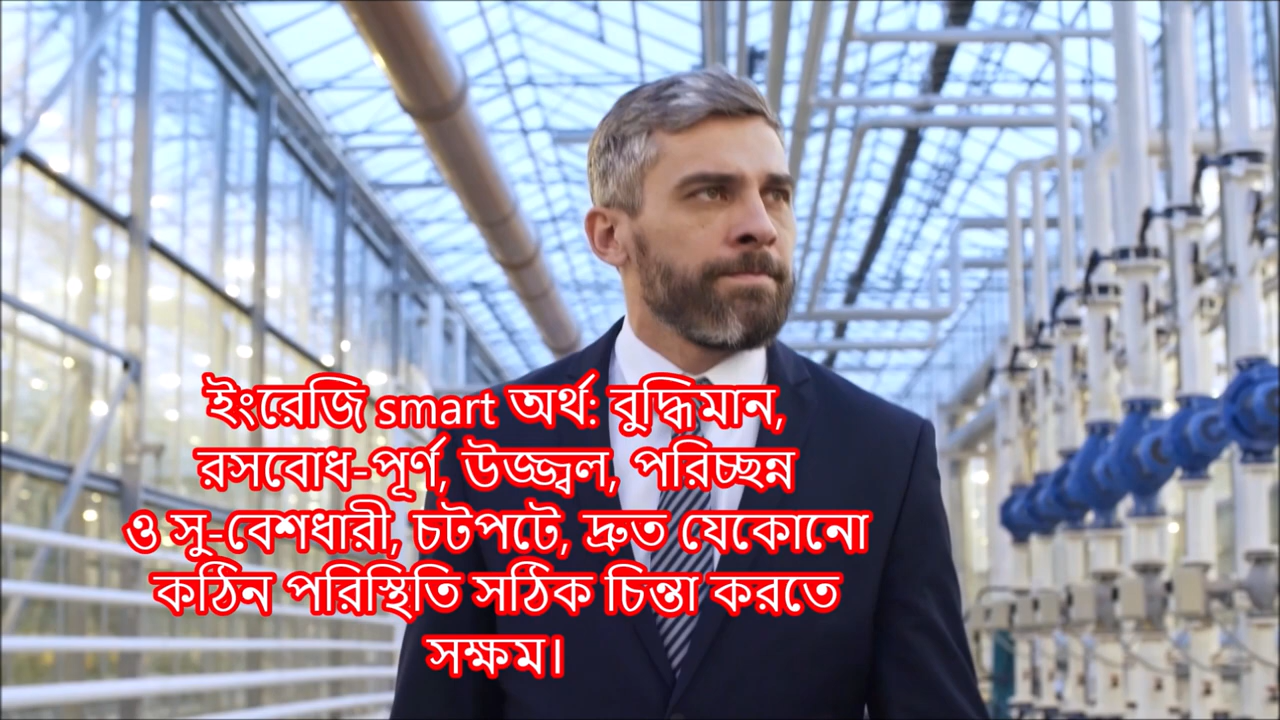 ইংরেজি smart অর্থ: বুদ্ধিমান,
রসবোধ-পূর্ণ, উজ্জ্বল, পরিচ্ছন্ন
ও সু-বেশধারী, চটপটে, দ্রুত যেকোনো
কঠিন পরিস্থিতি সঠিক চিন্তা করতে
সক্ষম।